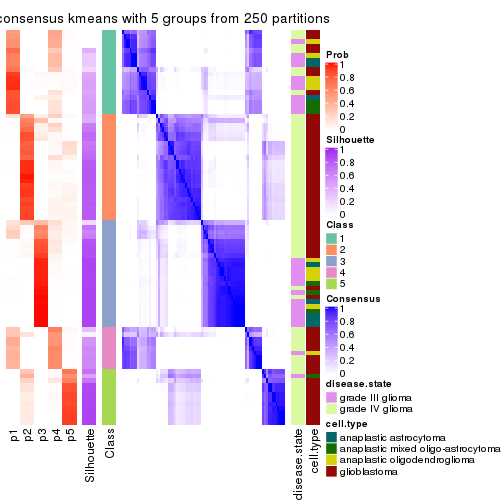 consensus kmeans with 5 groups from 250 partitions
Prob
1
0.8
0.6
0.4
0.2
0
Silhouette
1
0.8
0.6
0.4
0.2
0
Class
1
2
3
4
5
Consensus
1
0.8
0.6
0.4
0.2
0
disease.state
grade III glioma
grade IV glioma
cell.type
anaplastic astrocytoma
anaplastic mixed oligo-astrocytoma
anaplastic oligodendroglioma
glioblastoma
p1
p2
p3
p4
p5
Silhouette
Class
disease.state
cell.type